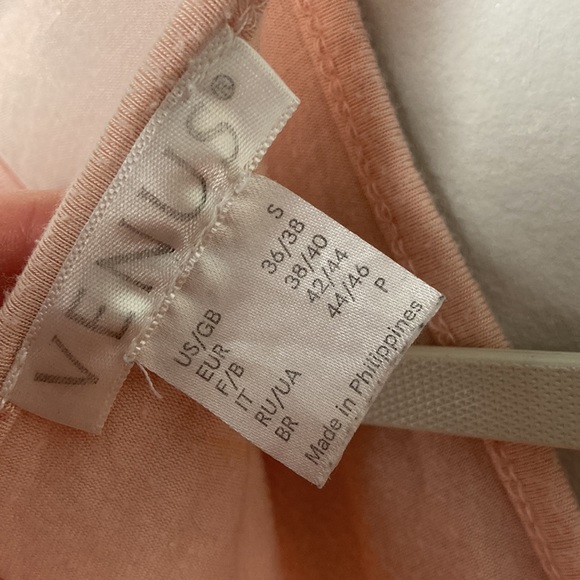 VENUS®
US/GB S
EUR 36/38
F/B 38/40
IT 42/44
RU/UA 44/46
BR P
Made in Philippines